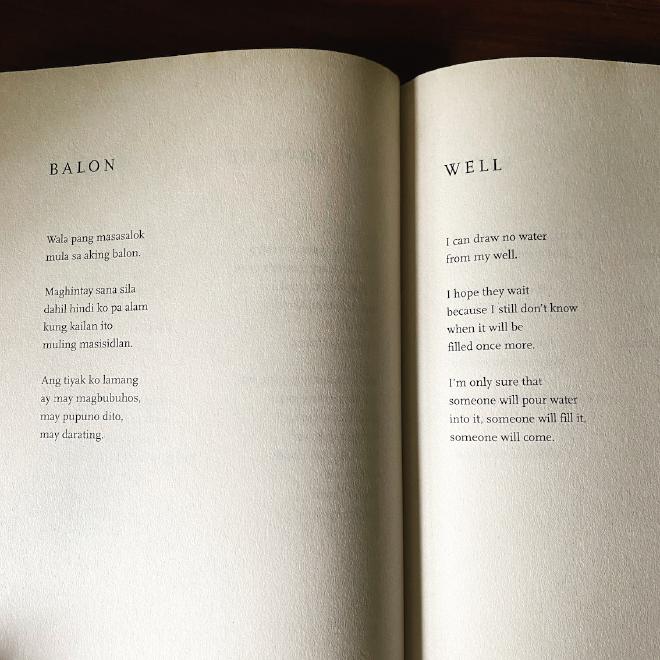 BALON
Wala pang masasalok
mula sa aking balon.
Maghintay sana sila
dahil hindi ko pa alam
kung kailan ito
muling masisidlan.
Ang tiyak ko lamang
ay may magbubuhos,
may pupuno dito,
may darating.
WELL
I can draw no water
from my well.
I hope they wait
because I still don't know
when it will be
filled once more.
I'm only sure that
someone will pour water
into it, someone will fill it,
someone will come.